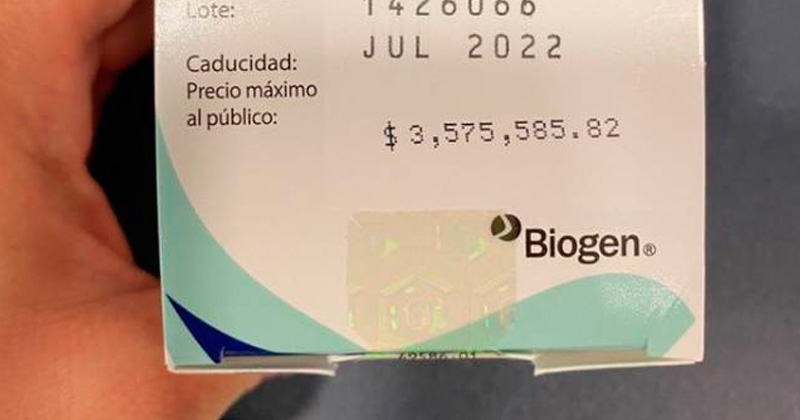 Lote: 1426066
Caducidad: JUL 2022
Precio máximo
al público: $3,575,585.82
Biogen®